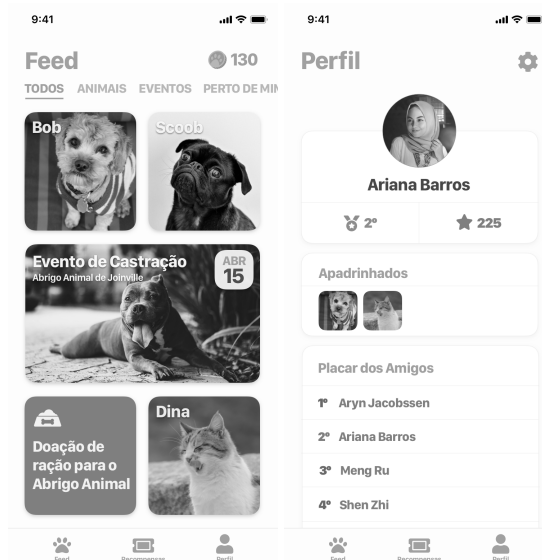 9:41
Feed
130
TODOS ANIMAIS EVENTOS PERTO DE MIN
Bob
Scoob
Evento de Castração
Abrigo Animal de Joinville
ABR
15
Doação de
ração para o
Abrigo Animal
Dina
Feed
Recompensas
Perfil
9:41
Perfil
Ariana Barros
2º
225
Apadrinhados
Placar dos Amigos
1º Aryn Jacobssen
2º Ariana Barros
3º Meng Ru
4º Shen Zhi
Feed
Recompensas
Perfil